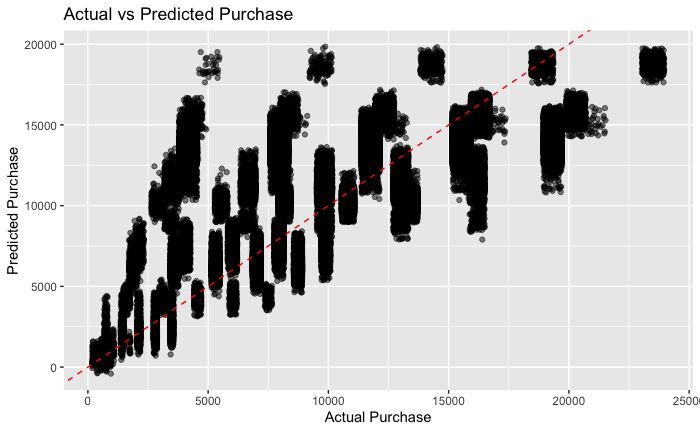 Actual vs Predicted Purchase
Predicted Purchase
20000
15000
10000
5000
0
0 5000 10000 15000 20000 25000
Actual Purchase